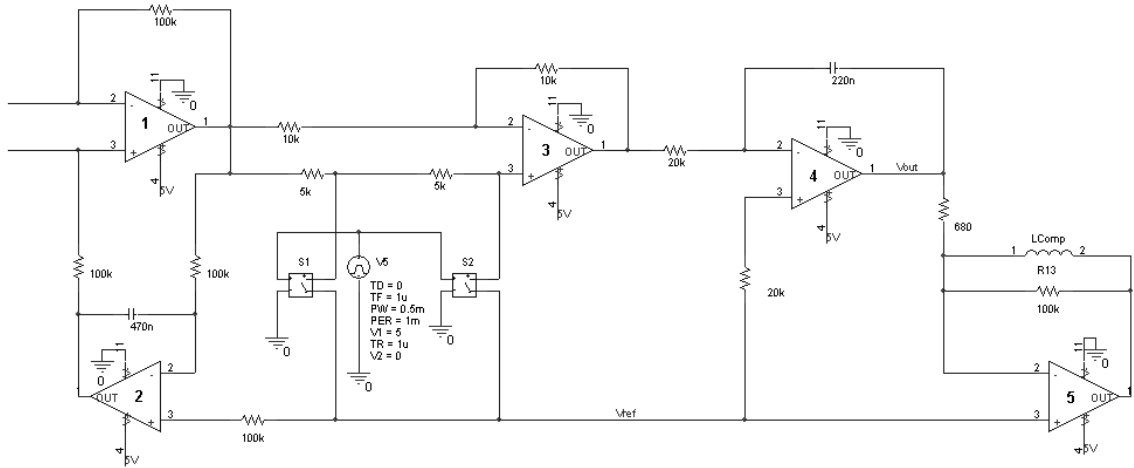 100k
11
0
2
-
1
OUT
1
3
+
4
5V
10k
10k
11
0
2
-
3
OUT
1
3
+
4
5V
5k
5k
20k
220n
11
0
2
-
4
OUT
1
3
+
4
5V
Vout
680
LComp
1
2
R13
100k
100k
100k
470n
S1
V5
TD = 0
TF = 1u
PW = 0.5m
PER = 1m
V1 = 5
TR = 1u
V2 = 0
S2
0
0
0
20k
11
0
2
-
2
OUT
1
3
+
4
5V
100k
Vref
11
0
2
-
5
OUT
1
3
+
4
5V